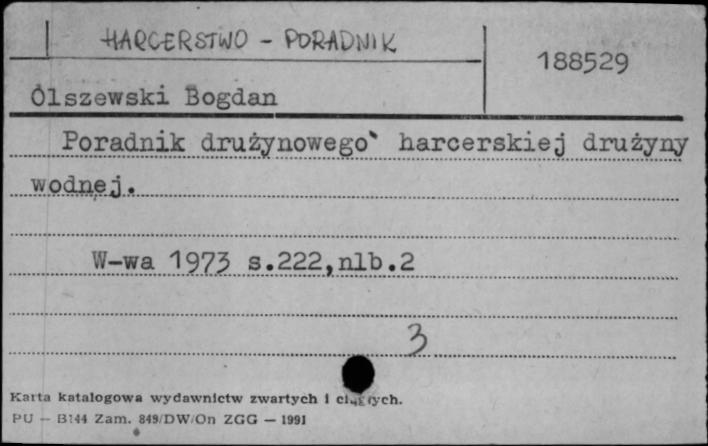 HARCERSTWO - PORADNIK
188529
Olszewski Bogdan
Poradnik drużynowego` harcerskiej drużyny
wodnej.
W-wa 1973 s.222,nlb.2
3
Karta katalogowa wydawnictw zwartych i ciągłych.
PU — B144 Zam. 849/DW/On ZGG — 1991